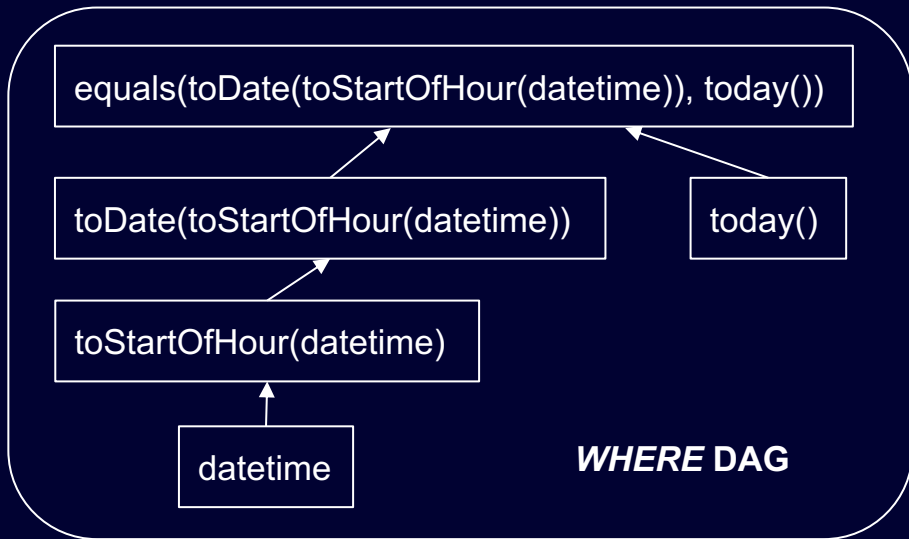 equals(toDate(toStartOfHour(datetime)), today())
toDate(toStartOfHour(datetime))
today()
toStartOfHour(datetime)
datetime
WHERE DAG